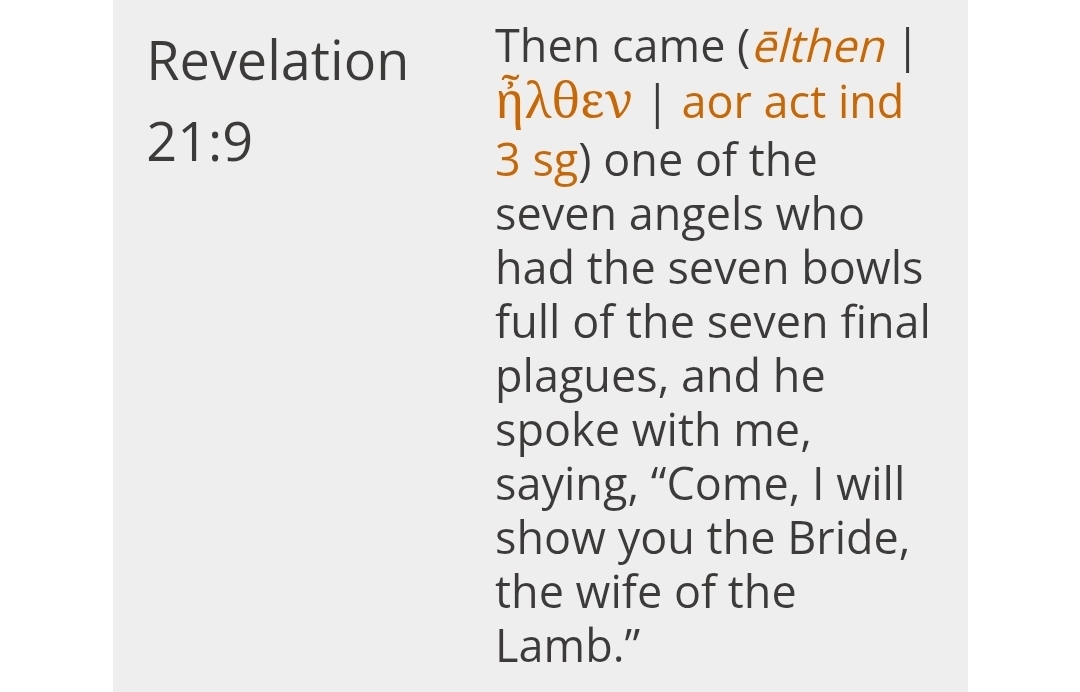 Revelation
21:9
Then came (ēlthen |
ἦλθεν | aor act ind
3 sg) one of the
seven angels who
had the seven bowls
full of the seven final
plagues, and he
spoke with me,
saying, “Come, I will
show you the Bride,
the wife of the
Lamb.”